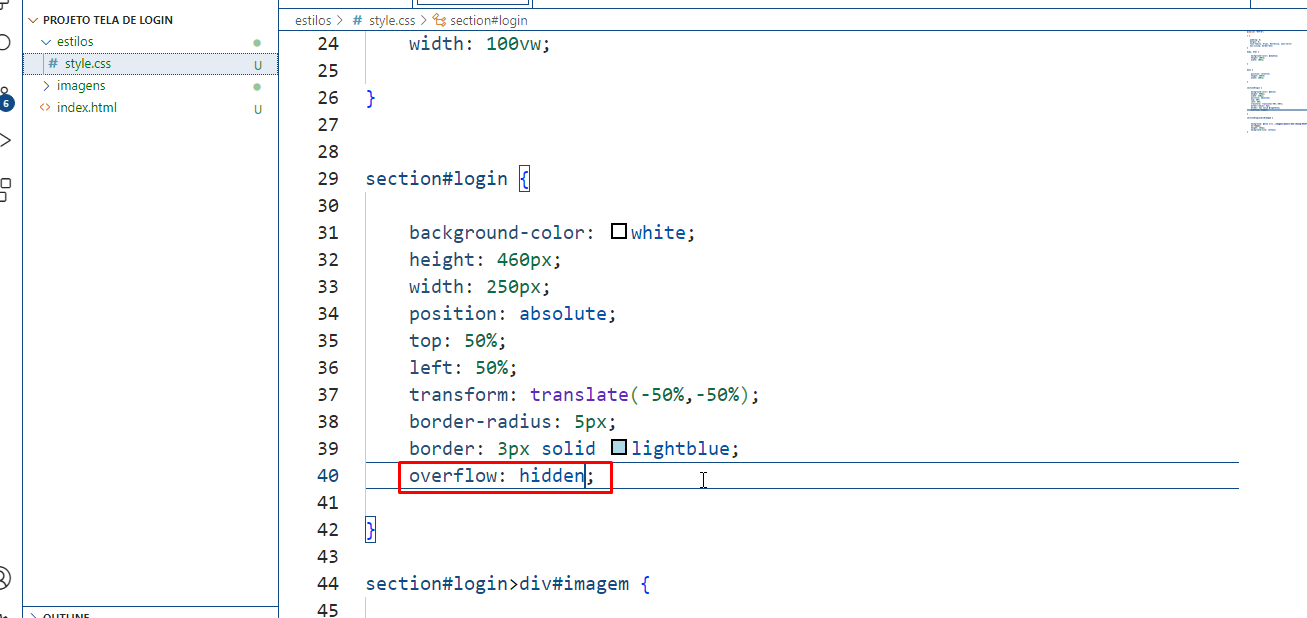 PROJETO TELA DE LOGIN
estilos
# style.css U
imagens
<> index.html U
6
OUTLINE
estilos > # style.css > section#login
24 width: 100vw;
25
26 }
27
28
29 section#login {
30
31 background-color: white;
32 height: 460px;
33 width: 250px;
34 position: absolute;
35 top: 50%;
36 left: 50%;
37 transform: translate(-50%,-50%);
38 border-radius: 5px;
39 border: 3px solid lightblue;
40 overflow: hidden;
41
42 }
43
44 section#login>div#imagem {
45